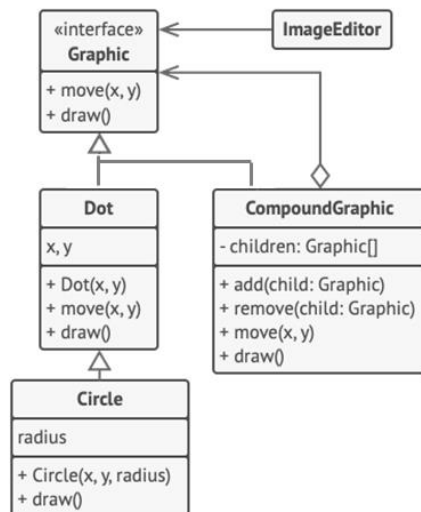 «interface»
Graphic
+ move(x, y)
+ draw()
ImageEditor
Dot
x, y
+ Dot(x, y)
+ move(x, y)
+ draw()
CompoundGraphic
- children: Graphic[]
+ add(child: Graphic)
+ remove(child: Graphic)
+ move(x, y)
+ draw()
Circle
radius
+ Circle(x, y, radius)
+ draw()